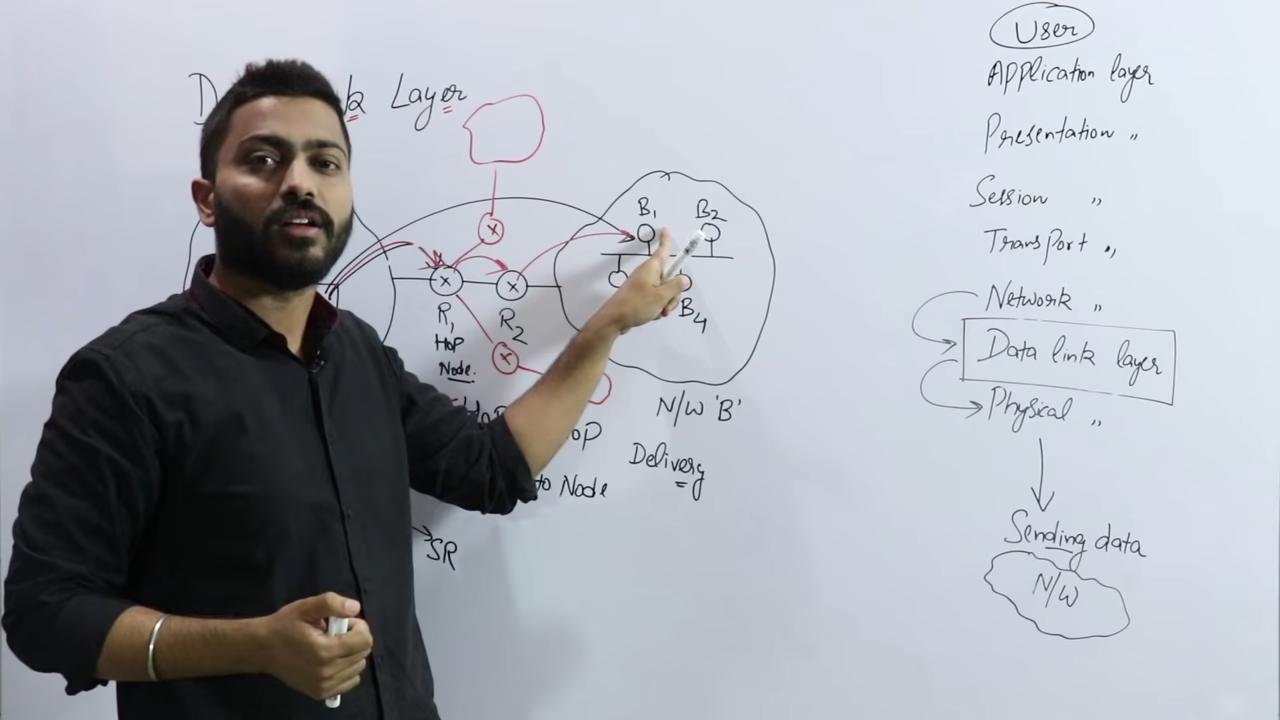 Layer
B1 B2
B4
R1 R2
Hop
Node.
N/W 'B'
Delivery
to Node
SR
User
Application layer
Presentation "
Session "
Transport "
Network "
Data link layer
Physical "
Sending data
N/W